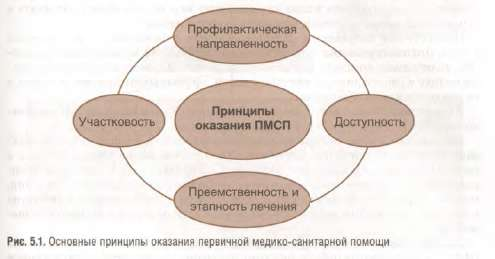 Профилактическая
направленность
Участковость
Принципы
оказания ПМСП
Доступность
Преемственность и
этапность лечения
Рис. 5.1. Основные принципы оказания первичной медико-санитарной помощи